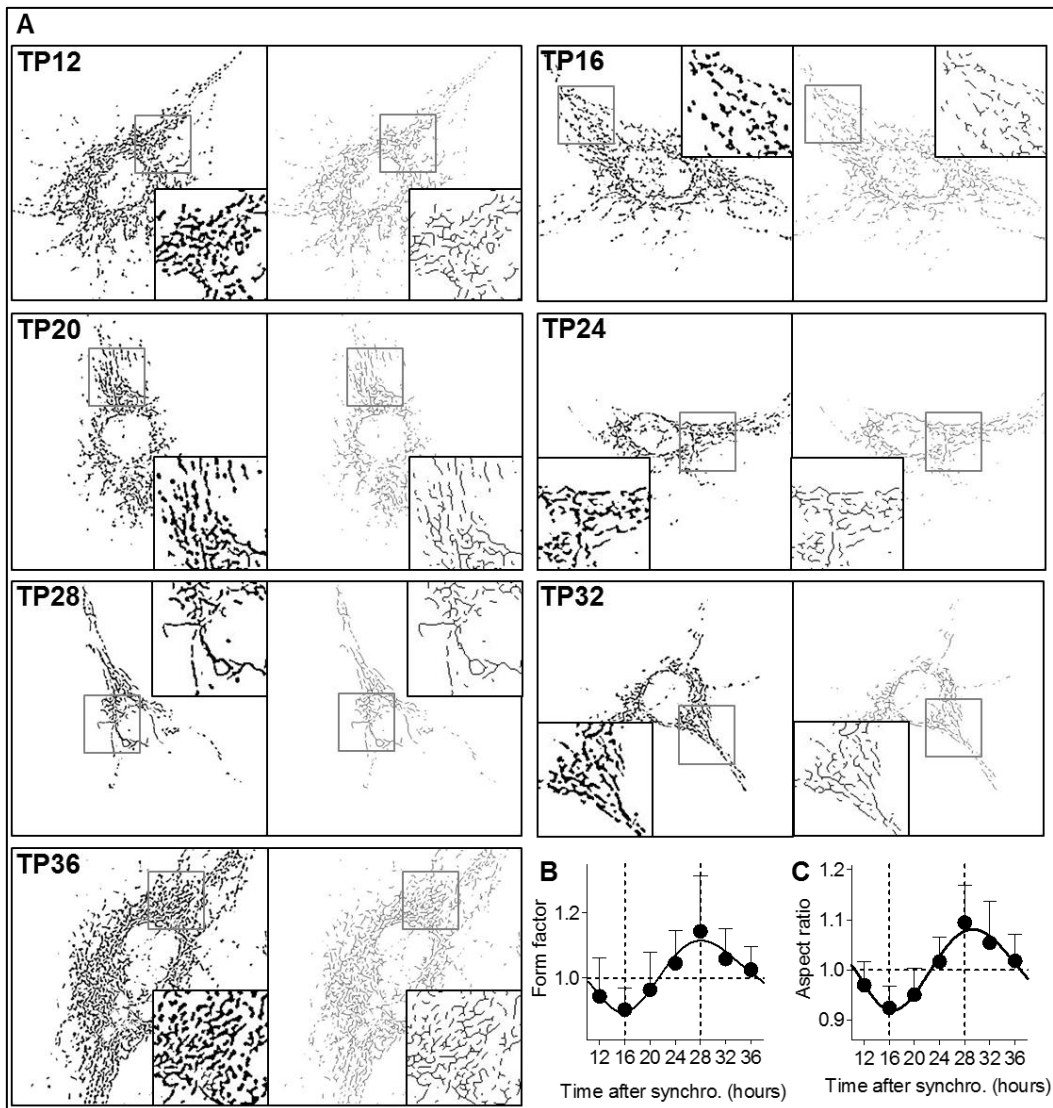 A
TP12
TP16
TP20
TP24
TP28
TP32
TP36
B
Form factor
1.2
1.0
12 16 20 24 28 32 36
Time after synchro. (hours)
C
Aspect ratio
1.2
1.1
1.0
0.9
12 16 20 24 28 32 36
Time after synchro. (hours)